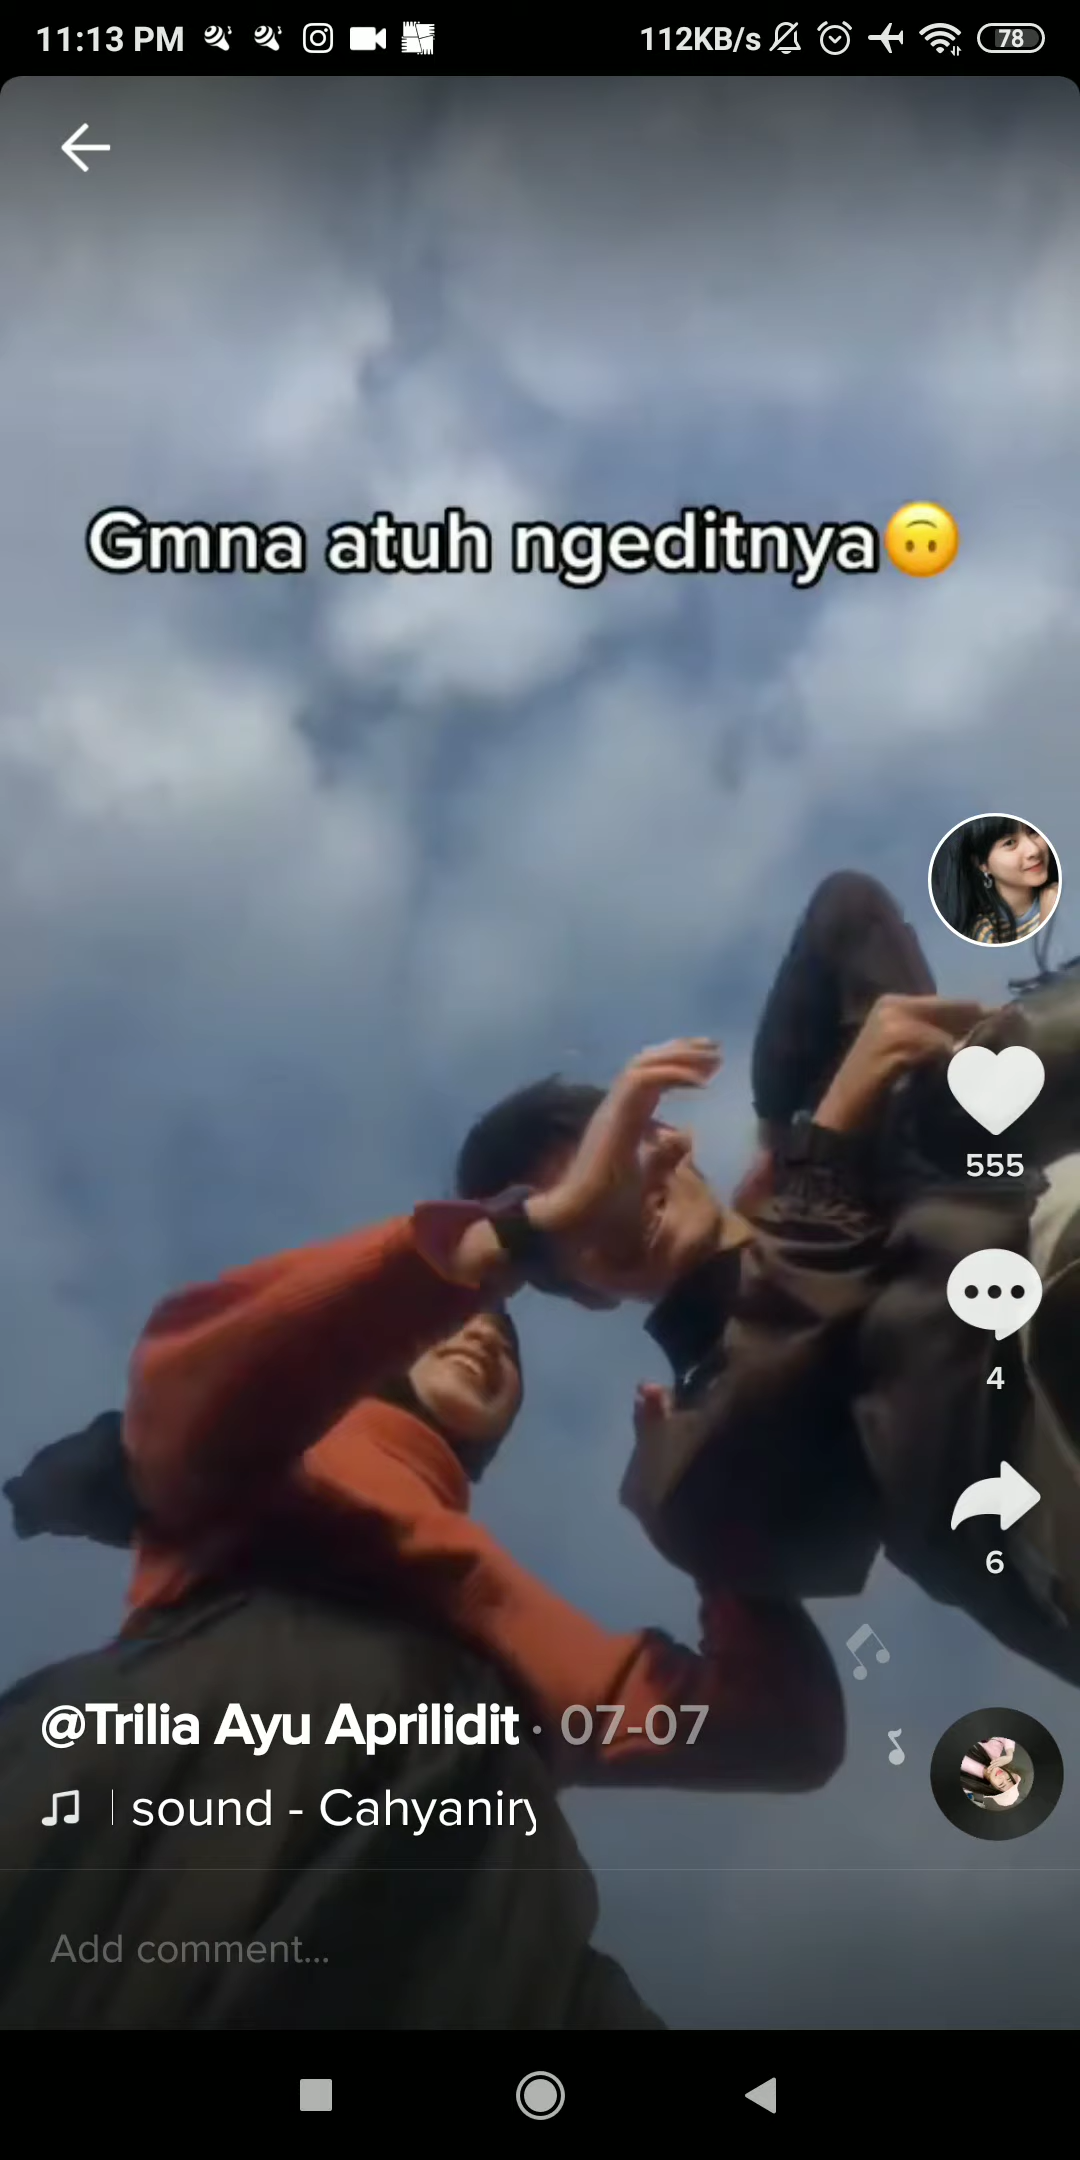 11:13 PM 112KB/s 78
Gmna atuh ngeditnya🙃
555
4
6
@Trilia Ayu Aprilidit · 07-07
sound - Cahyaniry
Add comment...